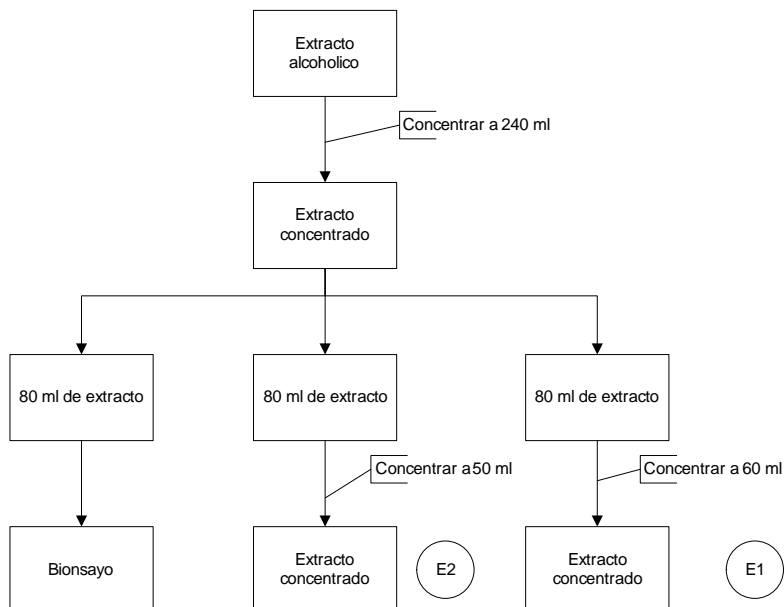 Extracto
alcoholico
Concentrar a 240 ml
Extracto
concentrado
80 ml de extracto
80 ml de extracto
80 ml de extracto
Concentrar a 50 ml
Concentrar a 60 ml
Bionsayo
Extracto
concentrado
E2
Extracto
concentrado
E1